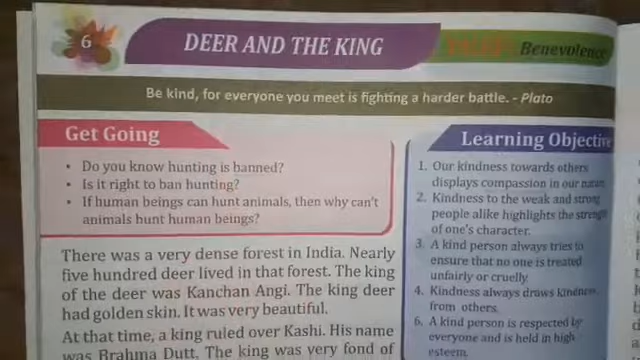 6
DEER AND THE KING
Benevolence
Be kind, for everyone you meet is fighting a harder battle. - Plato
Get Going
• Do you know hunting is banned?
• Is it right to ban hunting?
• If human beings can hunt animals, then why can't
animals hunt human beings?
There was a very dense forest in India. Nearly
five hundred deer lived in that forest. The king
of the deer was Kanchan Angi. The king deer
had golden skin. It was very beautiful.
At that time, a king ruled over Kashi. His name
was Brahma Dutt. The king was very fond of
Learning Objective
1. Our kindness towards others
displays compassion in our nature.
2. Kindness to the weak and strong
people alike highlights the strength
of one's character.
3. A kind person always tries to
ensure that no one is treated
unfairly or cruelly.
4. Kindness always draws kindness
from others.
6. A kind person is respected by
everyone and is held in high
esteem.